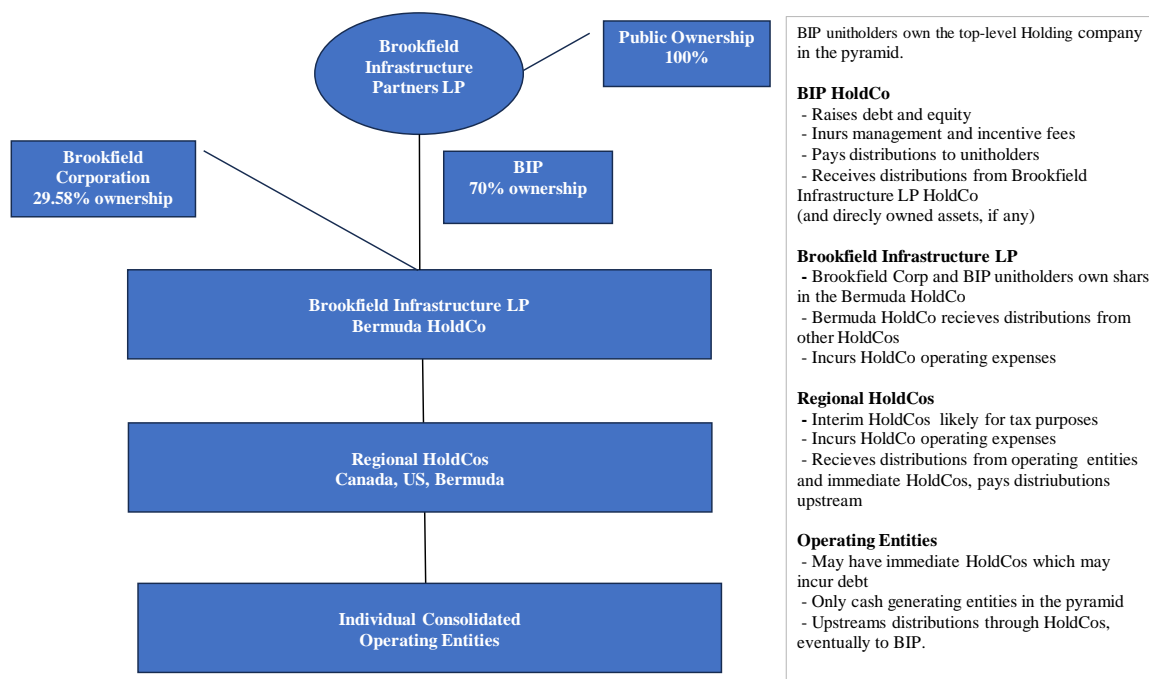 Brookfield
Infrastructure
Partners LP
Public Ownership
100%
Brookfield
Corporation
29.58% ownership
BIP
70% ownership
Brookfield Infrastructure LP
Bermuda HoldCo
Regional HoldCos
Canada, US, Bermuda
Individual Consolidated
Operating Entities
BIP unitholders own the top-level Holding company
in the pyramid.
BIP HoldCo
- Raises debt and equity
- Inurs management and incentive fees
- Pays distributions to unitholders
- Receives distributions from Brookfield
Infrastructure LP HoldCo
(and direcly owned assets, if any)
Brookfield Infrastructure LP
- Brookfield Corp and BIP unitholders own shars
in the Bermuda HoldCo
- Bermuda HoldCo recieves distributions from
other HoldCos
- Incurs HoldCo operating expenses
Regional HoldCos
- Interim HoldCos likely for tax purposes
- Incurs HoldCo operating expenses
- Recieves distributions from operating entities
and immediate HoldCos, pays distriubutions
upstream
Operating Entities
- May have immediate HoldCos which may
incur debt
- Only cash generating entities in the pyramid
- Upstreams distributions through HoldCos,
eventually to BIP.